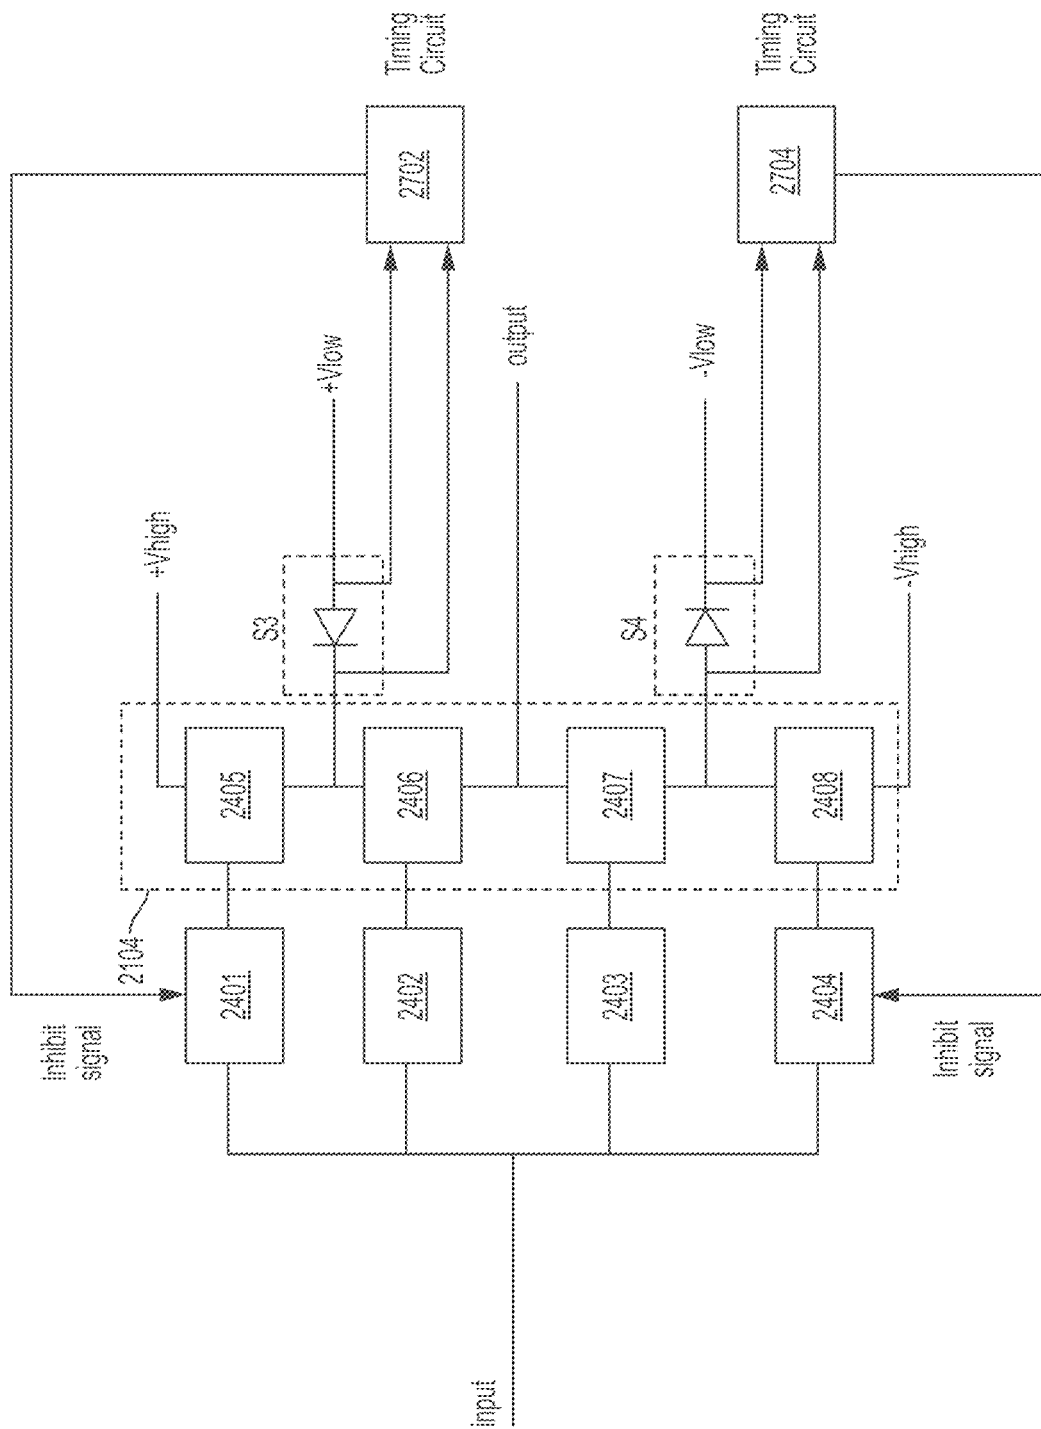 Timing
Circuit
Timing
Circuit
2702
2704
+Vlow
output
-Vlow
+Vhigh
-Vhigh
S3
S4
2405
2406
2407
2408
2104
2401
2402
2403
2404
Inhibit
signal
Inhibit
signal
input